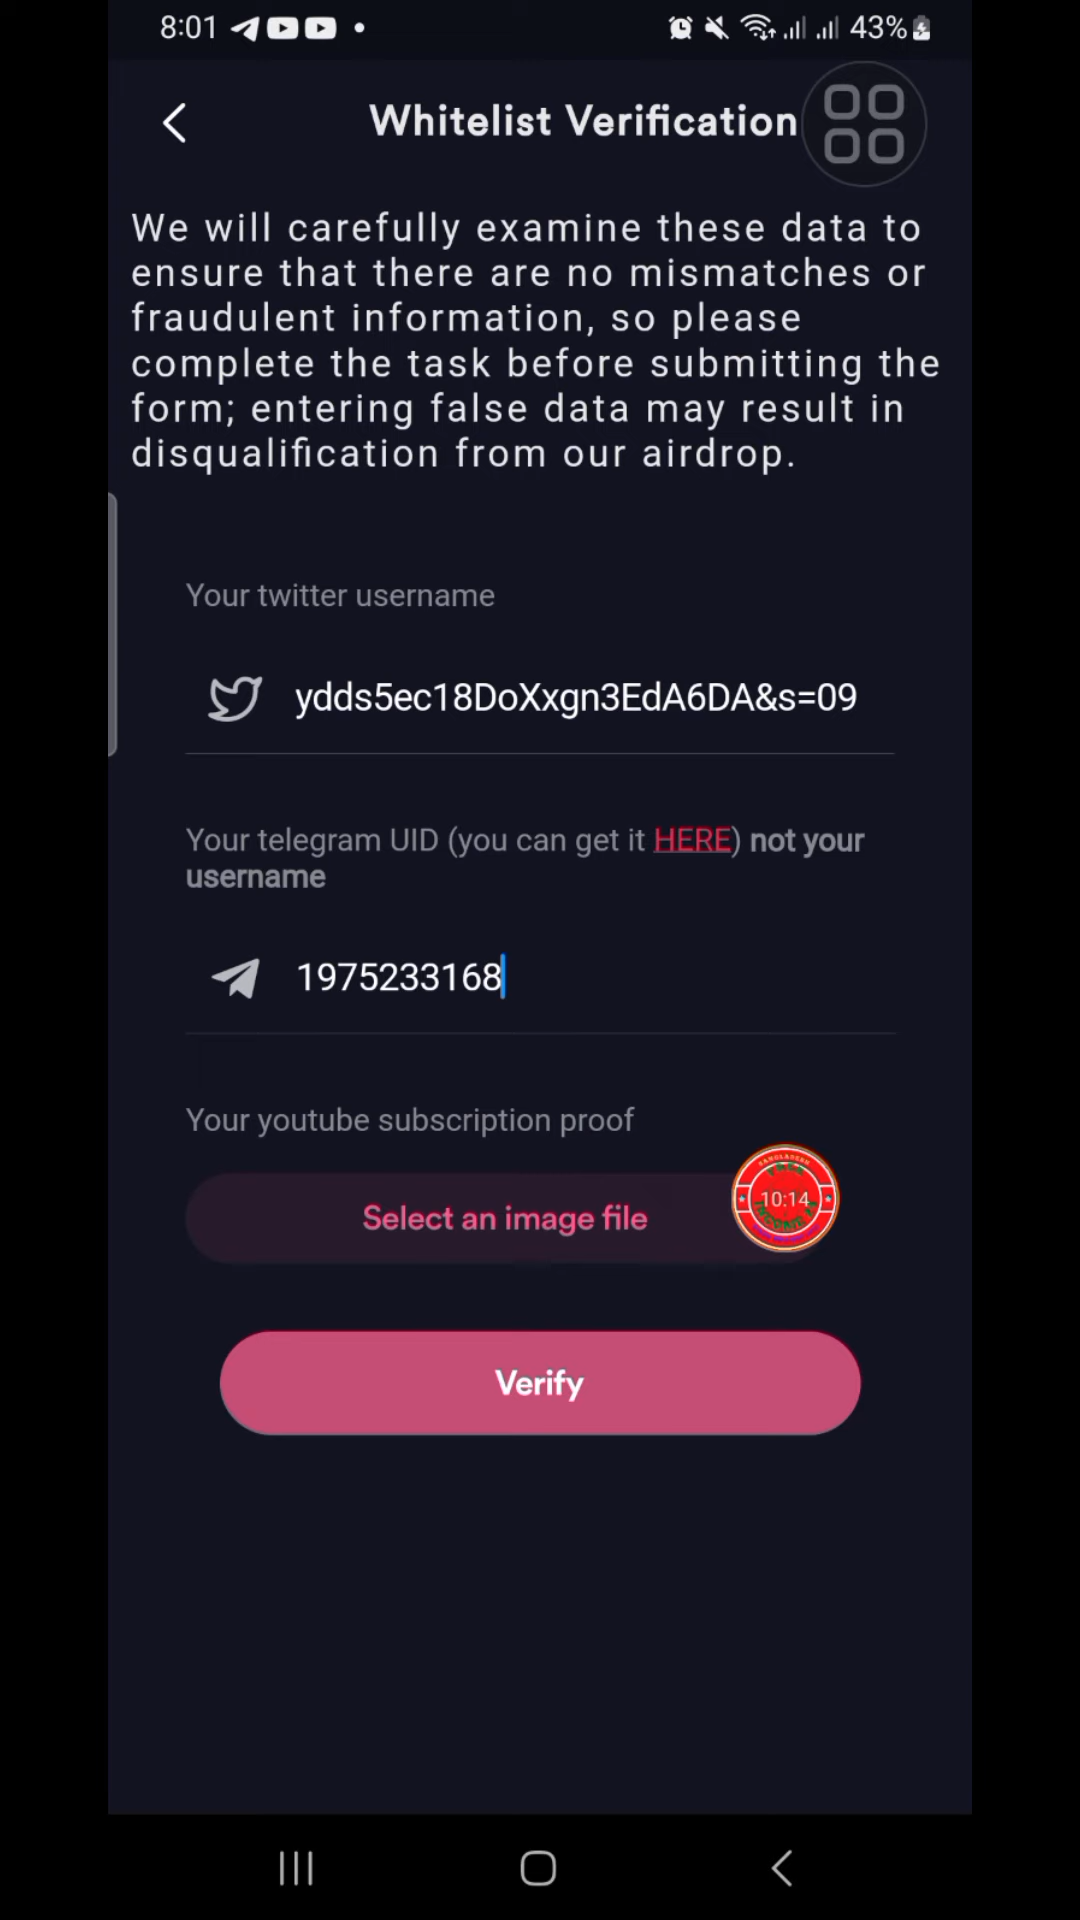 8:01
43%
Whitelist Verification
We will carefully examine these data to
ensure that there are no mismatches or
fraudulent information, so please
complete the task before submitting the
form; entering false data may result in
disqualification from our airdrop.
Your twitter username
ydds5ec18DoXxgn3EdA6DA&s=09
Your telegram UID (you can get it HERE) not your
username
1975233168
Your youtube subscription proof
BANGLADESH
FREE
10:14
Select an image file
Verify